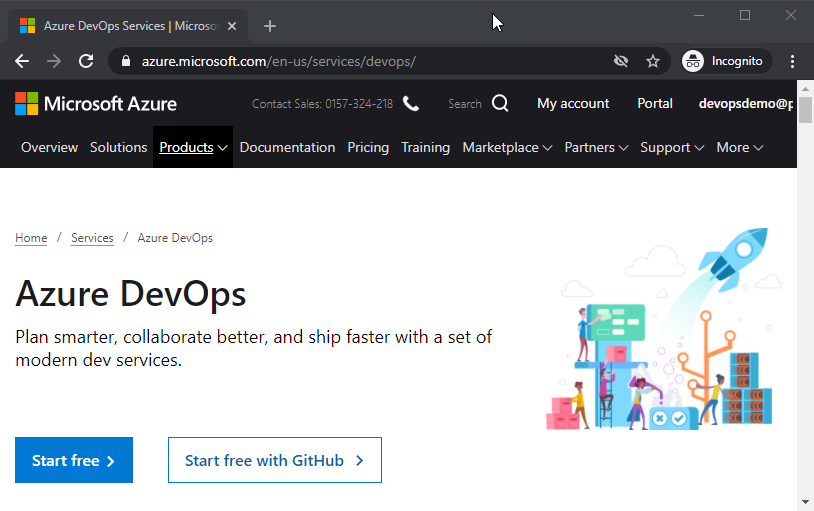 Azure DevOps Services | Microso
azure.microsoft.com/en-us/services/devops/
Incognito
Microsoft Azure
Contact Sales: 0157-324-218
Search
My account
Portal
devopsdemo@p
Overview Solutions Products Documentation Pricing Training Marketplace Partners Support More
Home / Services / Azure DevOps
Azure DevOps
Plan smarter, collaborate better, and ship faster with a set of
modern dev services.
Start free
Start free with GitHub